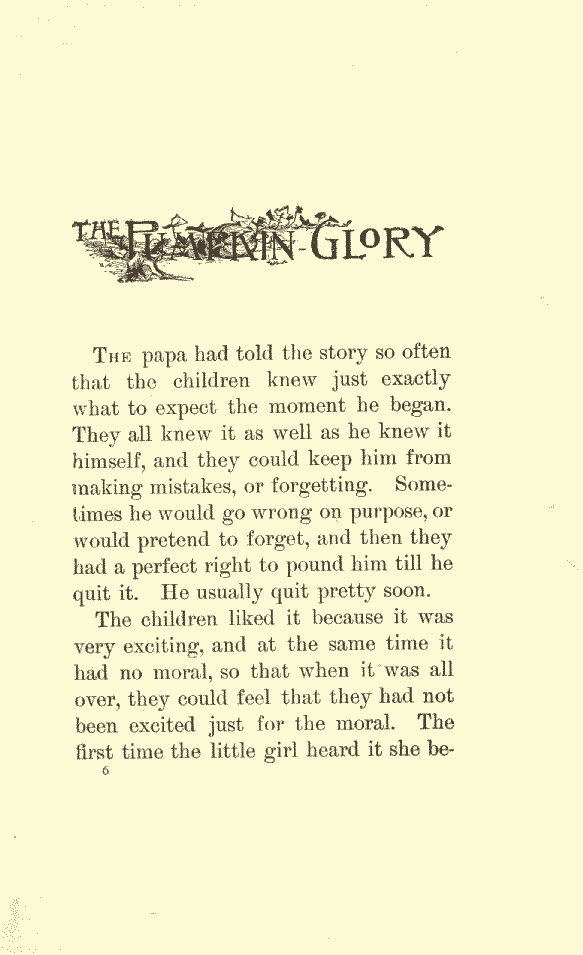 THE PUMPKIN-GLORY
THE papa had told the story so often
that the children knew just exactly
what to expect the moment he began.
They all knew it as well as he knew it
himself, and they could keep him from
making mistakes, or forgetting. Some-
times he would go wrong on purpose, or
would pretend to forget, and then they
had a perfect right to pound him till he
quit it. He usually quit pretty soon.
The children liked it because it was
very exciting, and at the same time it
had no moral, so that when it was all
over, they could feel that they had not
been excited just for the moral. The
first time the little girl heard it she be-
6